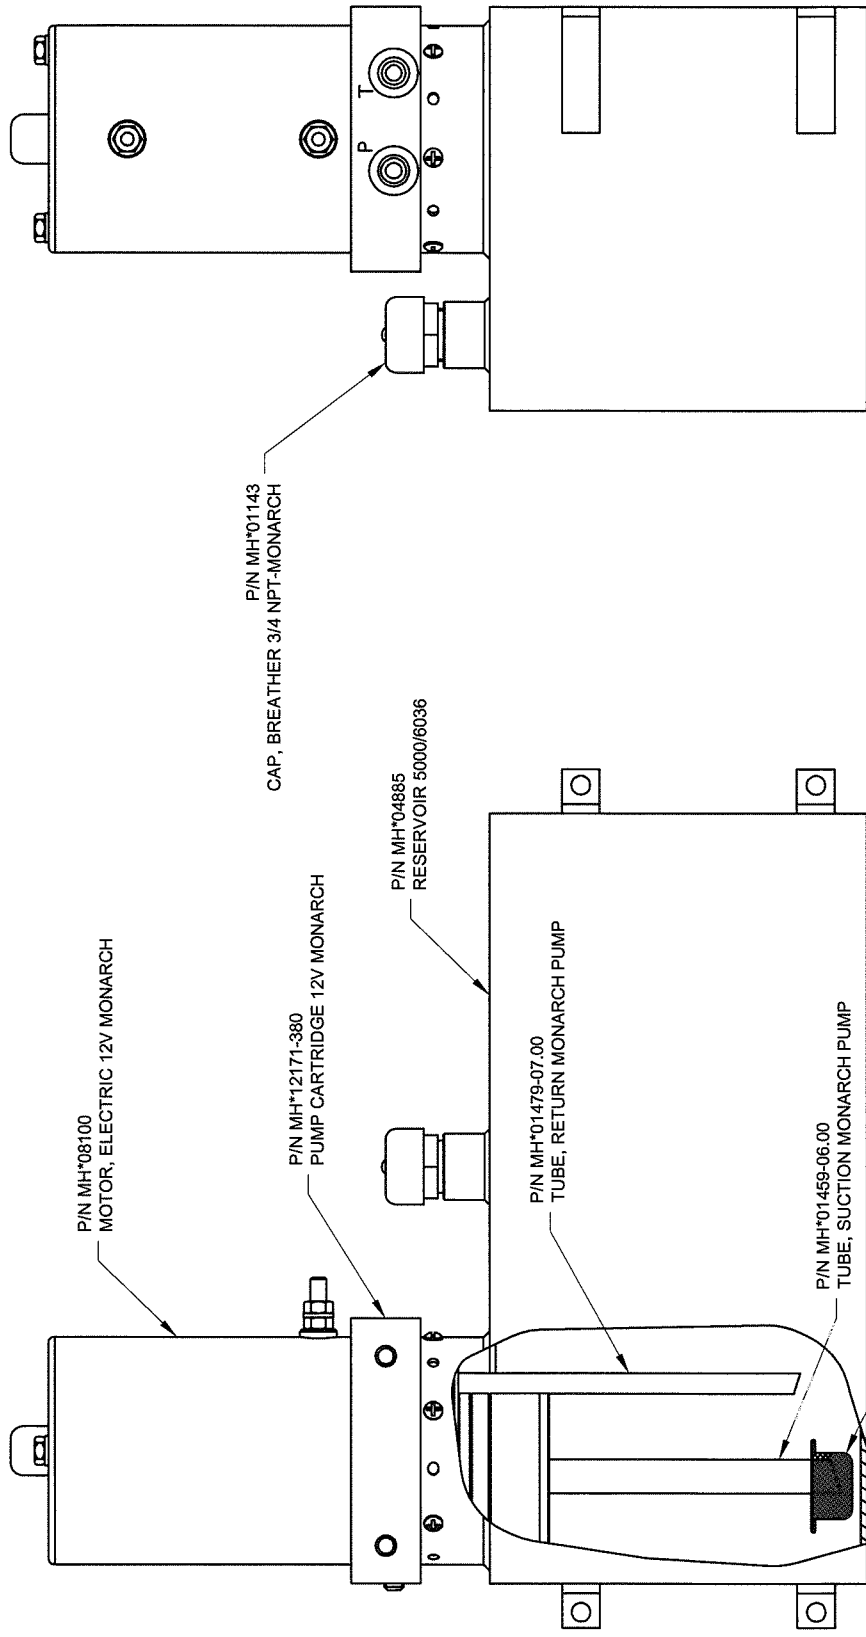 P/N MH*08100
MOTOR, ELECTRIC 12V MONARCH
P/N MH*12171-380
PUMP CARTRIDGE 12V MONARCH
P/N MH*04885
RESERVOIR 5000/6036
P/N MH*01479-07.00
TUBE, RETURN MONARCH PUMP
P/N MH*01459-06.00
TUBE, SUCTION MONARCH PUMP
P/N MH*01143
CAP, BREATHER 3/4 NPT-MONARCH
P
T